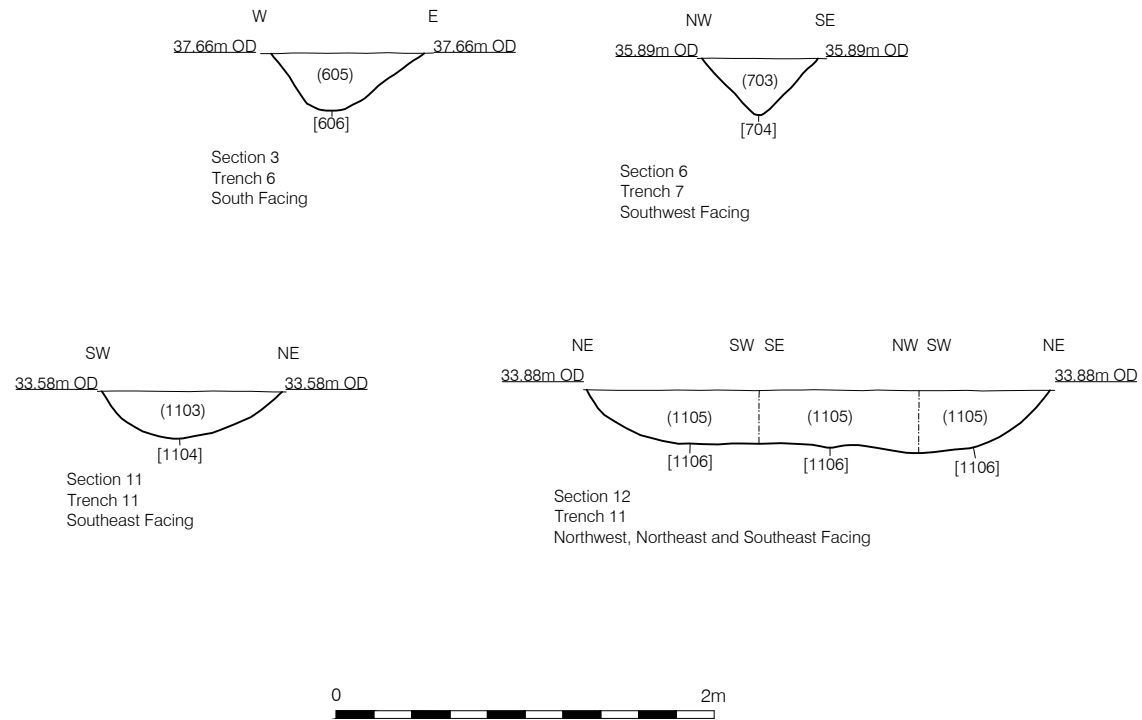 W E
37.66m OD 37.66m OD
(605)
[606]
Section 3
Trench 6
South Facing
NW SE
35.89m OD 35.89m OD
(703)
[704]
Section 6
Trench 7
Southwest Facing
SW NE
33.58m OD 33.58m OD
(1103)
[1104]
Section 11
Trench 11
Southeast Facing
NE SW SE NW SW NE
33.88m OD 33.88m OD
(1105) (1105) (1105)
[1106] [1106] [1106]
Section 12
Trench 11
Northwest, Northeast and Southeast Facing
0 2m